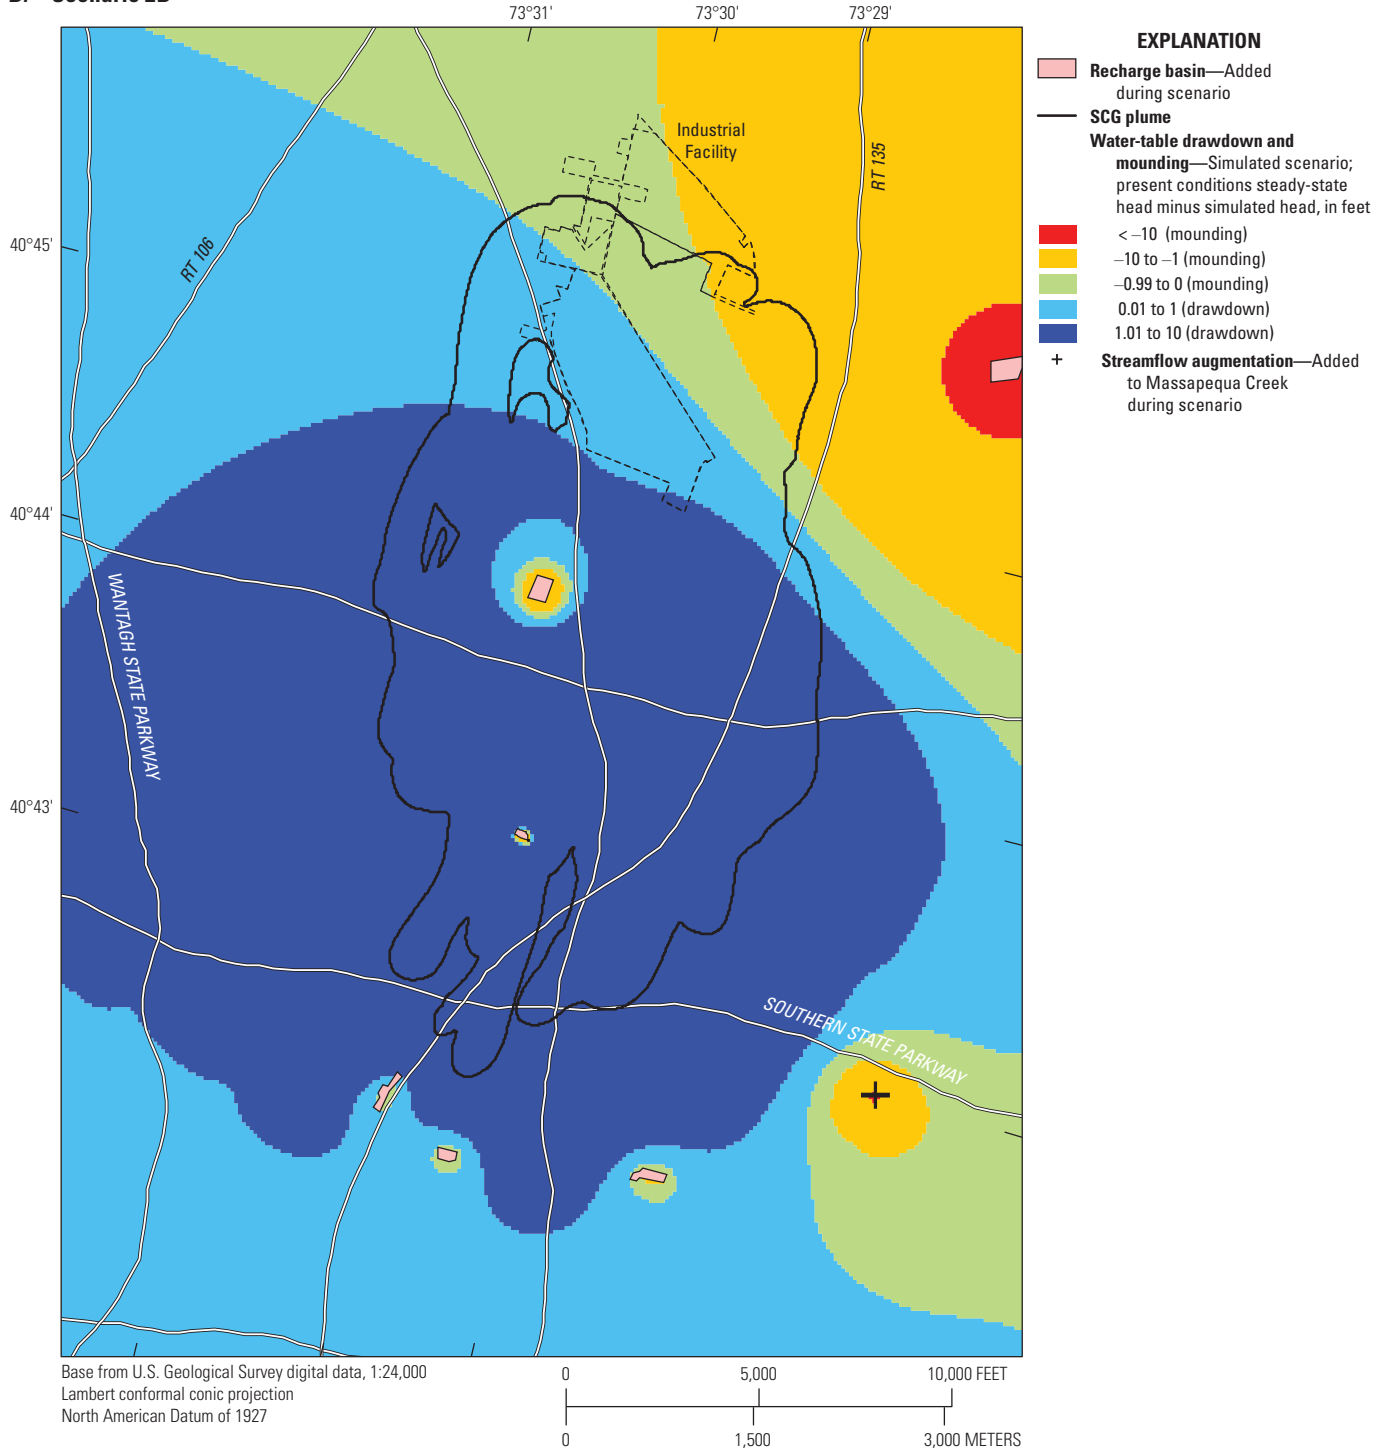 73°31'
73°30'
73°29'
40°45'
40°44'
40°43'
Industrial
Facility
RT 106
RT 135
WANTAGH STATE PARKWAY
SOUTHERN STATE PARKWAY
EXPLANATION
Recharge basin—Added
during scenario
SCG plume
Water-table drawdown and
mounding—Simulated scenario;
present conditions steady-state
head minus simulated head, in feet
< –10 (mounding)
–10 to –1 (mounding)
–0.99 to 0 (mounding)
0.01 to 1 (drawdown)
1.01 to 10 (drawdown)
Streamflow augmentation—Added
to Massapequa Creek
during scenario
Base from U.S. Geological Survey digital data, 1:24,000
Lambert conformal conic projection
North American Datum of 1927
0 5,000 10,000 FEET
0 1,500 3,000 METERS